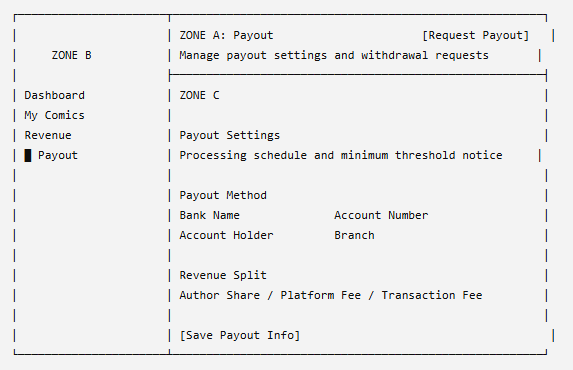 ZONE A: Payout [Request Payout]
ZONE B Manage payout settings and withdrawal requests
Dashboard ZONE C
My Comics
Revenue Payout Settings
Payout Processing schedule and minimum threshold notice
Payout Method
Bank Name Account Number
Account Holder Branch
Revenue Split
Author Share / Platform Fee / Transaction Fee
[Save Payout Info]